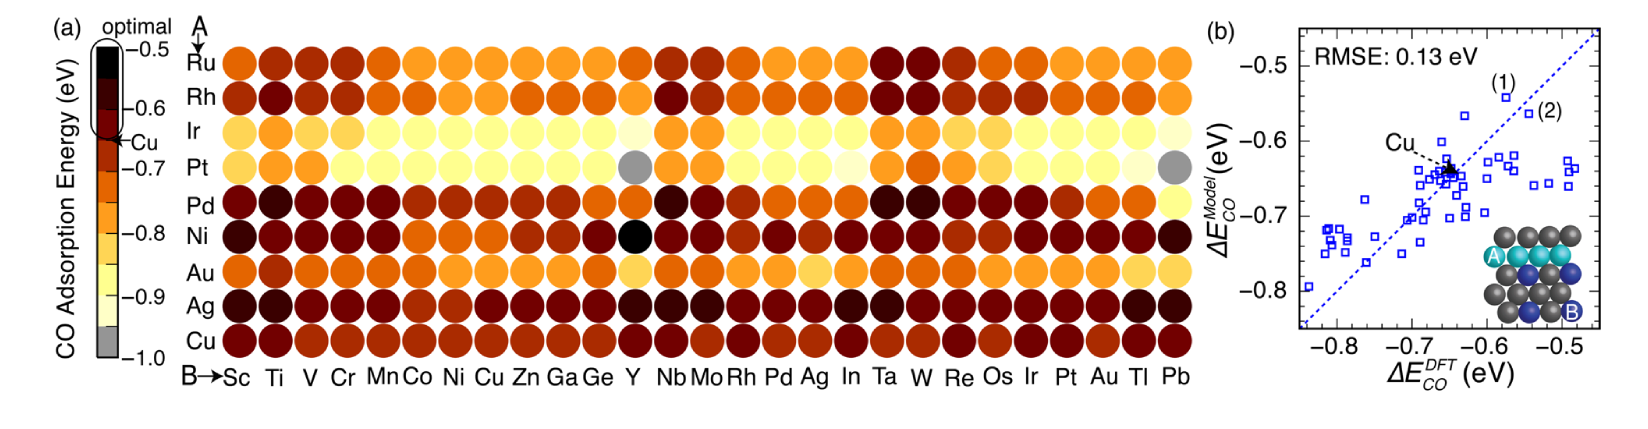 (a)
optimal
CO Adsorption Energy (eV)
−0.5
−0.6
Cu
−0.7
−0.8
−0.9
−1.0
A
Ru
Rh
Ir
Pt
Pd
Ni
Au
Ag
Cu
B Sc Ti V Cr Mn Co Ni Cu Zn Ga Ge Y Nb Mo Rh Pd Ag In Ta W Re Os Ir Pt Au Tl Pb
(b)
RMSE: 0.13 eV
(1)
(2)
Cu
A
B
ΔE_CO^Model (eV)
−0.5
−0.6
−0.7
−0.8
−0.8 −0.7 −0.6 −0.5
ΔE_CO^DFT (eV)